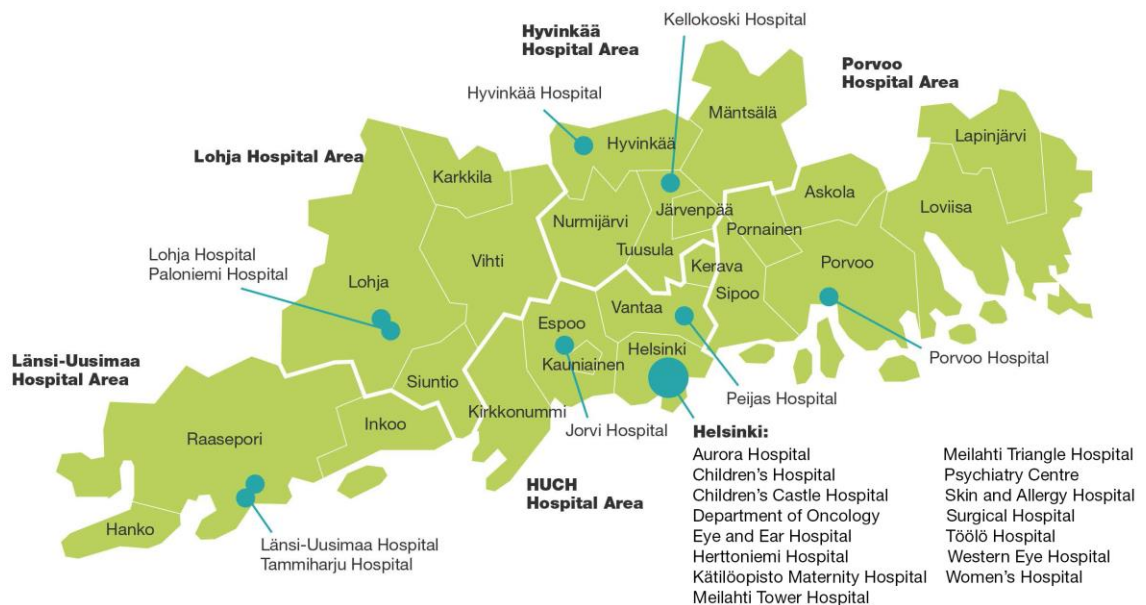 Kellokoski Hospital
Hyvinkää
Hospital Area
Porvoo
Hospital Area
Hyvinkää Hospital
Mäntsälä
Lapinjärvi
Hyvinkää
Lohja Hospital Area
Karkkila
Askola
Järvenpää
Loviisa
Nurmijärvi
Pornainen
Tuusula
Lohja Hospital
Paloniemi Hospital
Vihti
Kerava
Porvoo
Lohja
Sipoo
Vantaa
Espoo
Länsi-Uusimaa
Hospital Area
Helsinki
Kauniainen
Porvoo Hospital
Siuntio
Peijas Hospital
Kirkkonummi
Inkoo
Jorvi Hospital
Raasepori
HUCH
Hospital Area
Hanko
Länsi-Uusimaa Hospital
Tammiharju Hospital
Helsinki:
Aurora Hospital
Children's Hospital
Children's Castle Hospital
Department of Oncology
Eye and Ear Hospital
Herttoniemi Hospital
Kätilöopisto Maternity Hospital
Meilahti Tower Hospital
Meilahti Triangle Hospital
Psychiatry Centre
Skin and Allergy Hospital
Surgical Hospital
Töölö Hospital
Western Eye Hospital
Women's Hospital